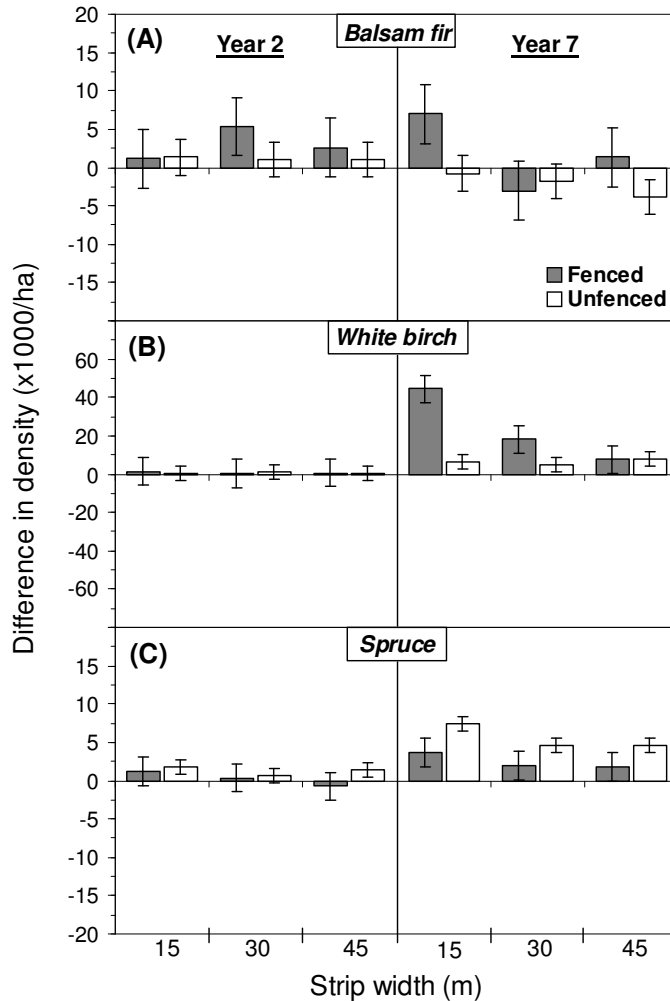 (A)
Year 2
Balsam fir
Year 7
20
15
10
5
0
-5
-10
-15
Fenced
Unfenced
(B)
White birch
60
40
20
0
-20
-40
-60
(C)
Spruce
15
10
5
0
-5
-10
-15
-20
Difference in density (x1000/ha)
15 30 45 15 30 45
Strip width (m)